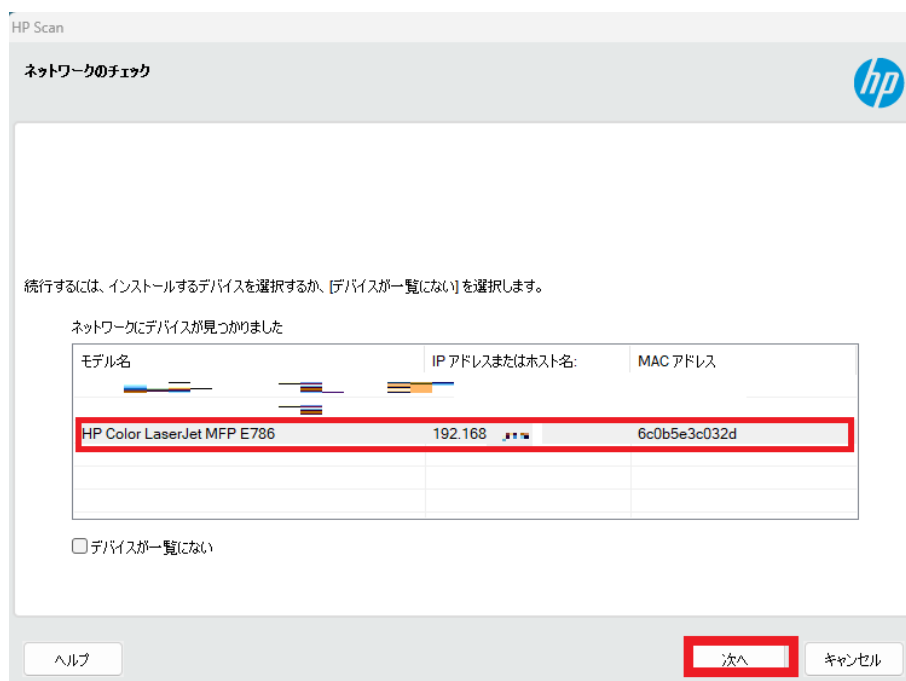 HP Scan
ネットワークのチェック
hp
続行するには、インストールするデバイスを選択するか、[デバイスが一覧にない] を選択します。
ネットワークにデバイスが見つかりました
モデル名 IP アドレスまたはホスト名: MAC アドレス
HP Color LaserJet MFP E786 192.168 6c0b5e3c032d
デバイスが一覧にない
ヘルプ 次へ キャンセル